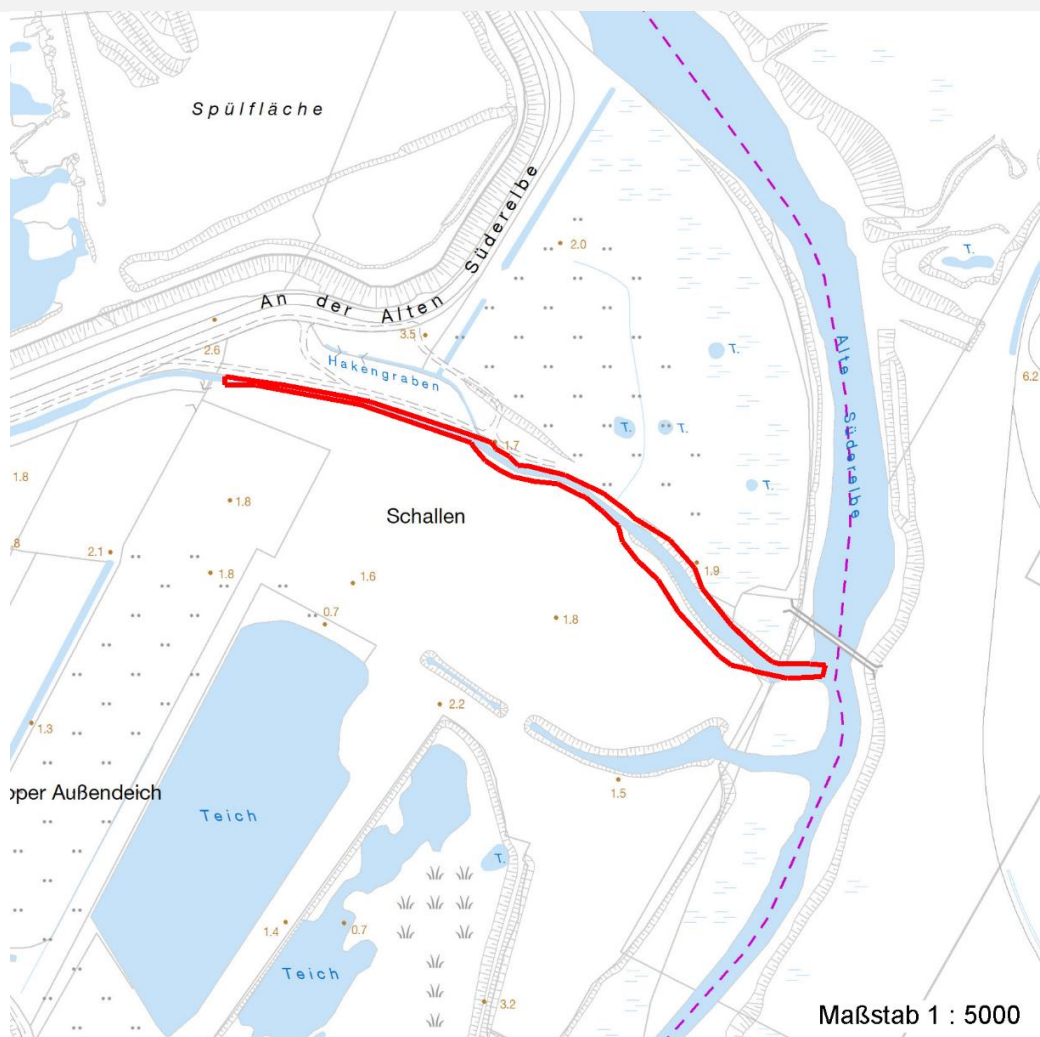 Spülfläche
An der Alten Süderelbe
T.
2.0
2.6
3.5
Hakengraben
T.
Alte Süderelbe
6.2
T.
T.
1.7
1.8
1.8
T.
Schallen
8
2.1
1.8
1.6
1.9
0.7
1.8
2.2
1.3
oper Außendeich
Teich
1.5
T.
1.4
0.7
Teich
3.2
Maßstab 1 : 5000